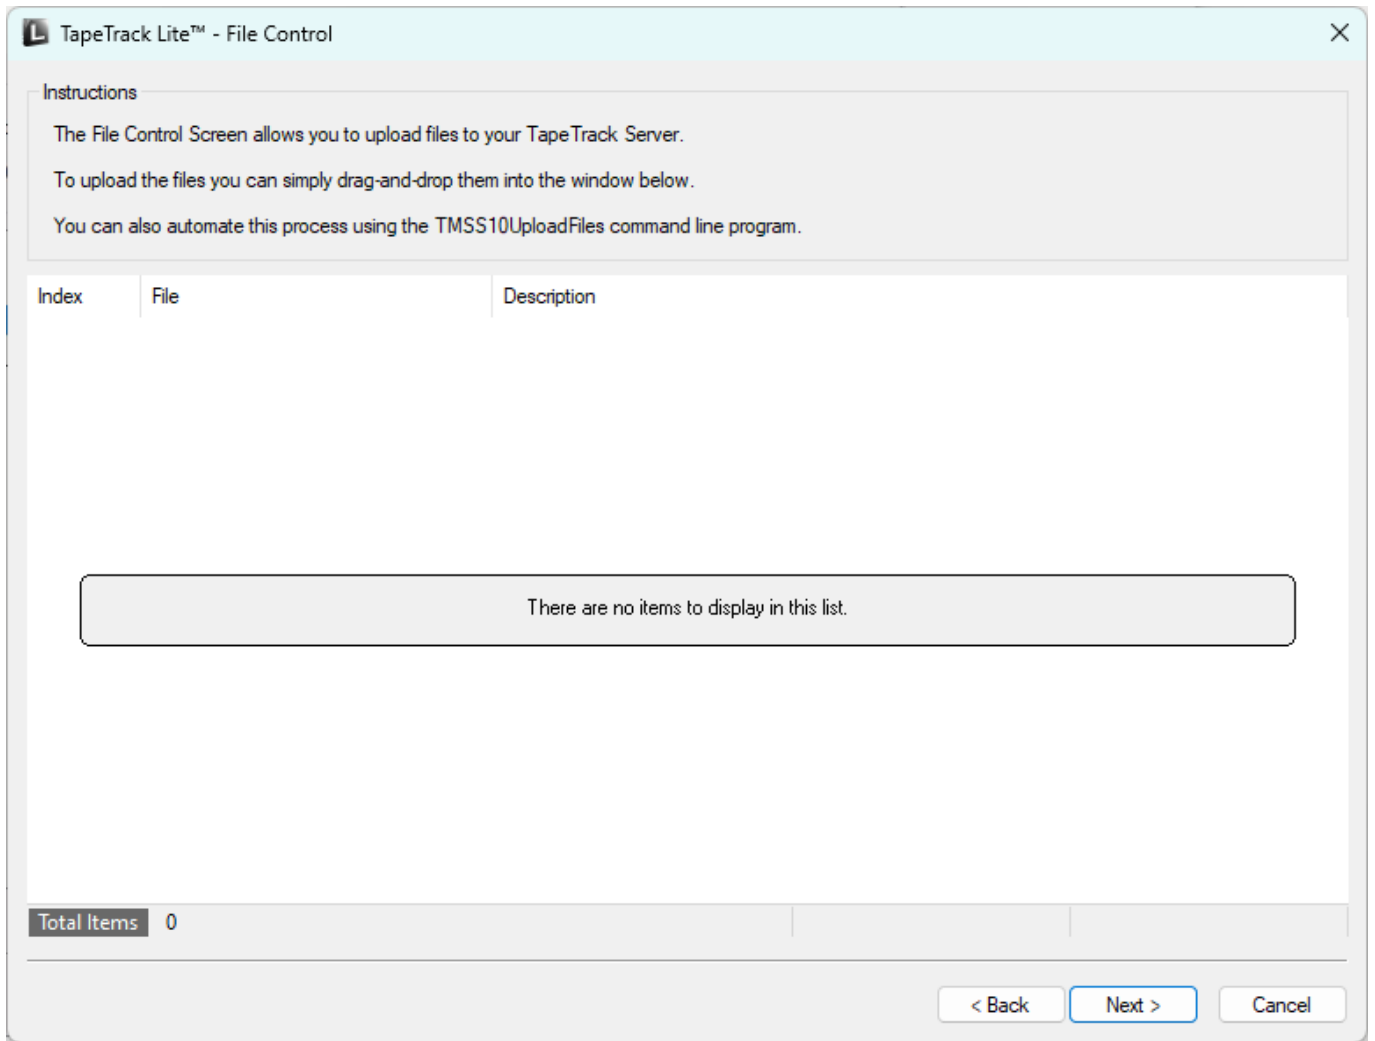 TapeTrack Lite™ - File Control
Instructions
The File Control Screen allows you to upload files to your TapeTrack Server.
To upload the files you can simply drag-and-drop them into the window below.
You can also automate this process using the TMSS10UploadFiles command line program.
Index File Description
There are no items to display in this list.
Total Items 0
< Back Next > Cancel